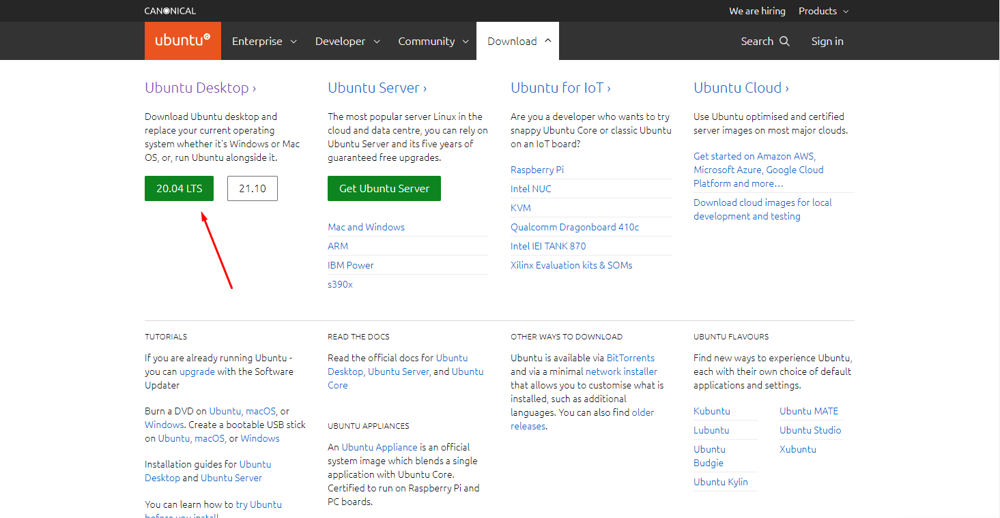 CANONICAL
We are hiring Products
ubuntu Enterprise Developer Community Download Search Sign in
Ubuntu Desktop ›
Download Ubuntu desktop and
replace your current operating
system whether it's Windows or Mac
OS, or, run Ubuntu alongside it.
20.04 LTS 21.10
Ubuntu Server ›
The most popular server Linux in the
cloud and data centre, you can rely on
Ubuntu Server and its five years of
guaranteed free upgrades.
Get Ubuntu Server
Mac and Windows
ARM
IBM Power
s390x
Ubuntu for IoT ›
Are you a developer who wants to try
snappy Ubuntu Core or classic Ubuntu
on an IoT board?
Raspberry Pi
Intel NUC
KVM
Qualcomm Dragonboard 410c
Intel IEI TANK 870
Xilinx Evaluation kits & SOMs
Ubuntu Cloud ›
Use Ubuntu optimised and certified
server images on most major clouds.
Get started on Amazon AWS,
Microsoft Azure, Google Cloud
Platform and more…
Download cloud images for local
development and testing
TUTORIALS
If you are already running Ubuntu -
you can upgrade with the Software
Updater
Burn a DVD on Ubuntu, macOS, or
Windows. Create a bootable USB stick
on Ubuntu, macOS, or Windows
Installation guides for Ubuntu
Desktop and Ubuntu Server
You can learn how to try Ubuntu
before you install
READ THE DOCS
Read the official docs for Ubuntu
Desktop, Ubuntu Server, and Ubuntu
Core
UBUNTU APPLIANCES
An Ubuntu Appliance is an official
system image which blends a single
application with Ubuntu Core.
Certified to run on Raspberry Pi and
PC boards.
OTHER WAYS TO DOWNLOAD
Ubuntu is available via BitTorrents
and via a minimal network installer
that allows you to customise what is
installed, such as additional
languages. You can also find older
releases.
UBUNTU FLAVOURS
Find new ways to experience Ubuntu,
each with their own choice of default
applications and settings.
Kubuntu
Lubuntu
Ubuntu
Budgie
Ubuntu Kylin
Ubuntu MATE
Ubuntu Studio
Xubuntu